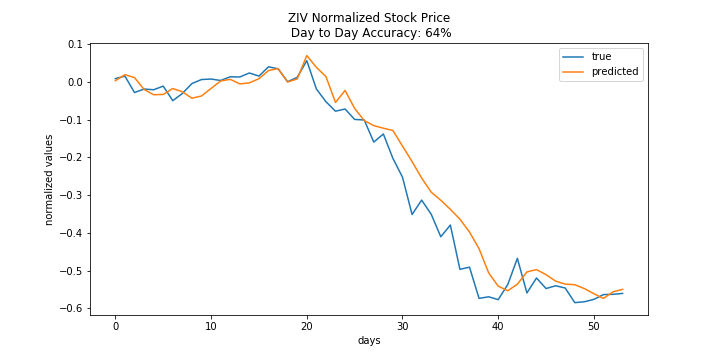 ZIV Normalized Stock Price
Day to Day Accuracy: 64%
true
predicted
normalized values
0.1
0.0
−0.1
−0.2
−0.3
−0.4
−0.5
−0.6
0 10 20 30 40 50
days